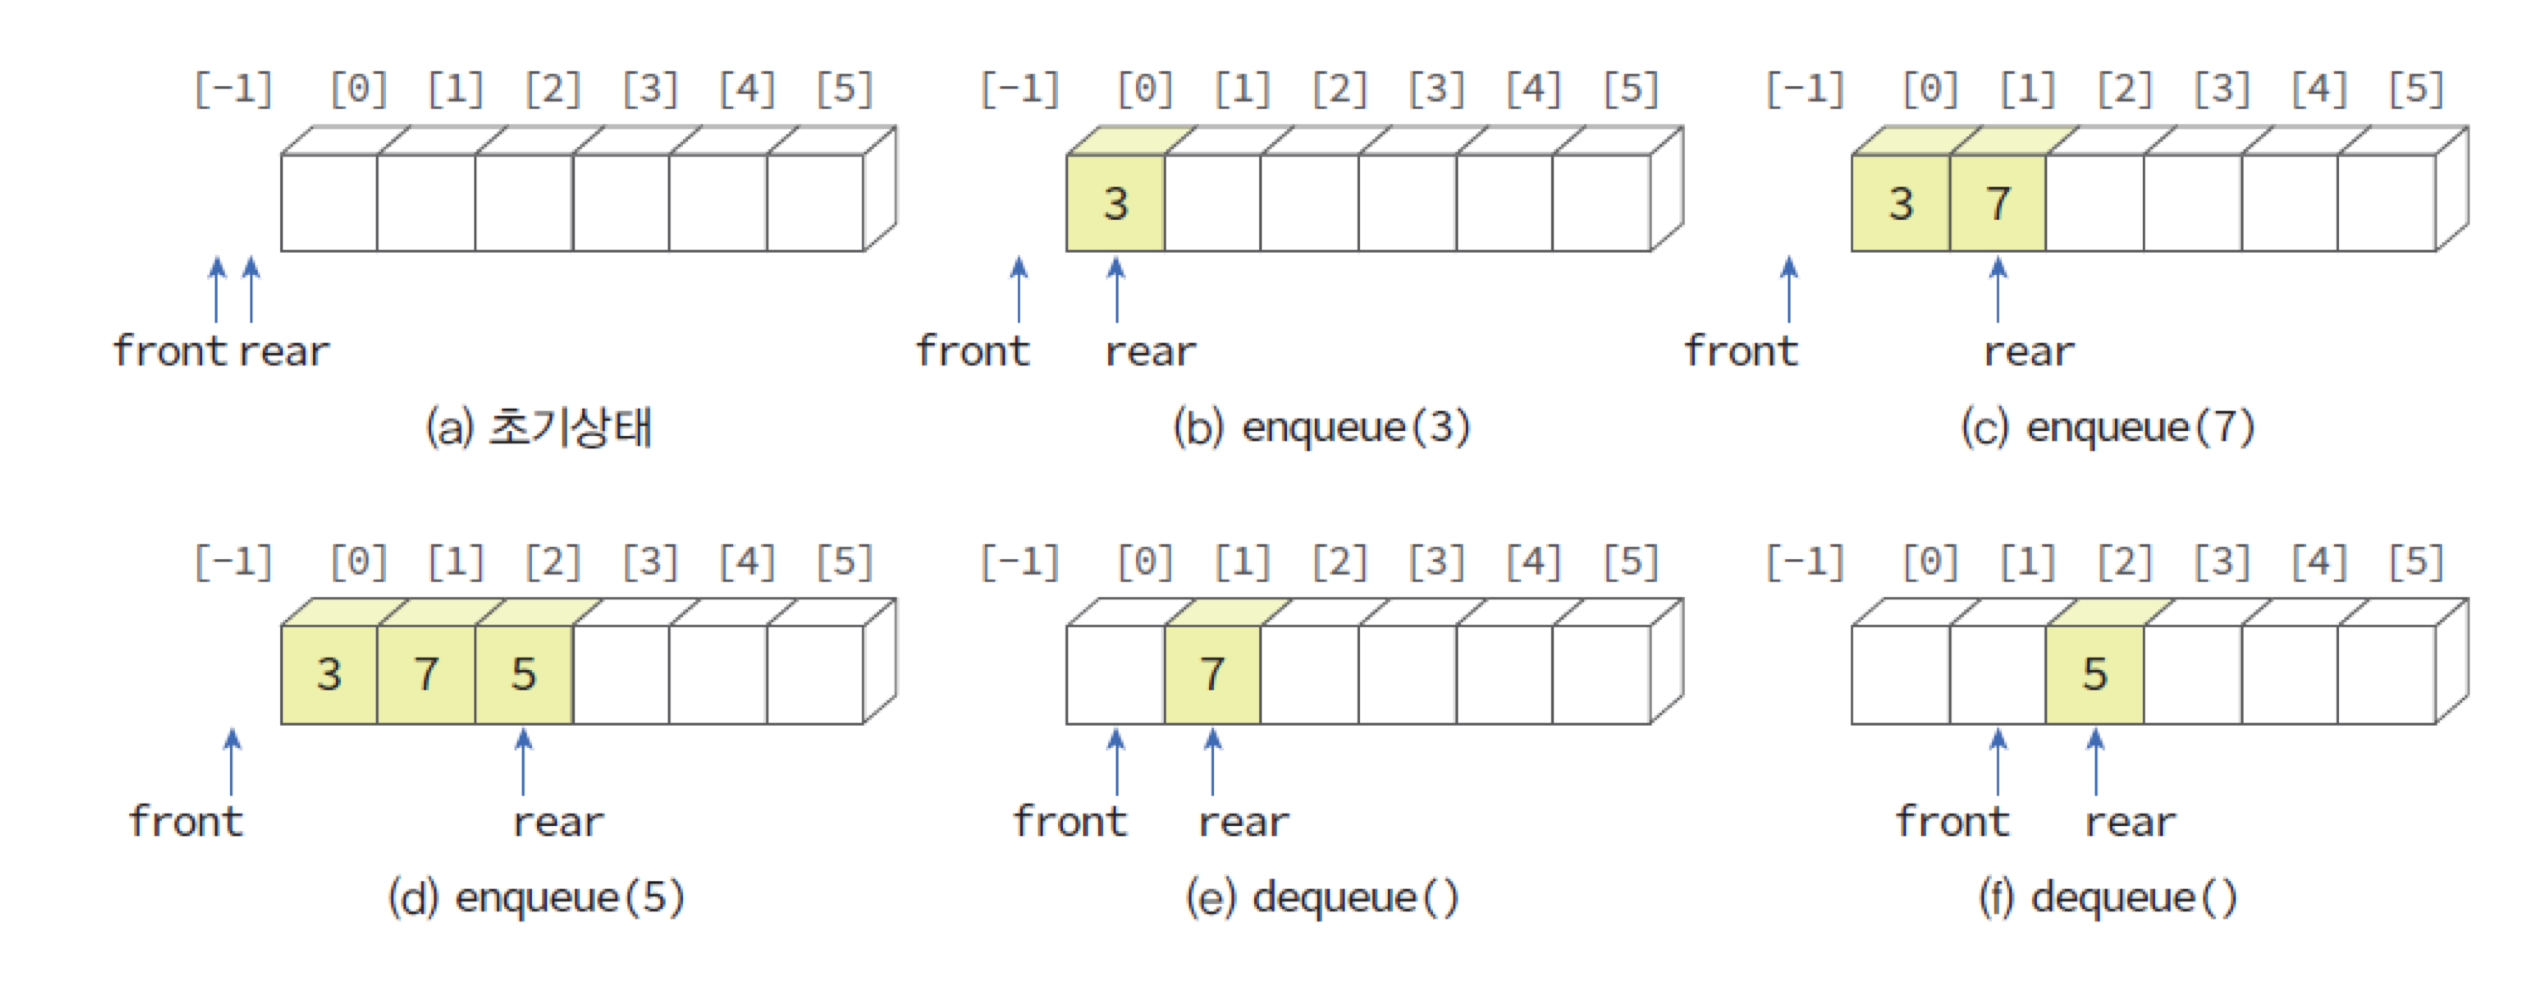 [-1] [0] [1] [2] [3] [4] [5]
front rear
(a) 초기상태
[-1] [0] [1] [2] [3] [4] [5]
3
front rear
(b) enqueue(3)
[-1] [0] [1] [2] [3] [4] [5]
3 7
front rear
(c) enqueue(7)
[-1] [0] [1] [2] [3] [4] [5]
3 7 5
front rear
(d) enqueue(5)
[-1] [0] [1] [2] [3] [4] [5]
7
front rear
(e) dequeue()
[-1] [0] [1] [2] [3] [4] [5]
5
front rear
(f) dequeue()